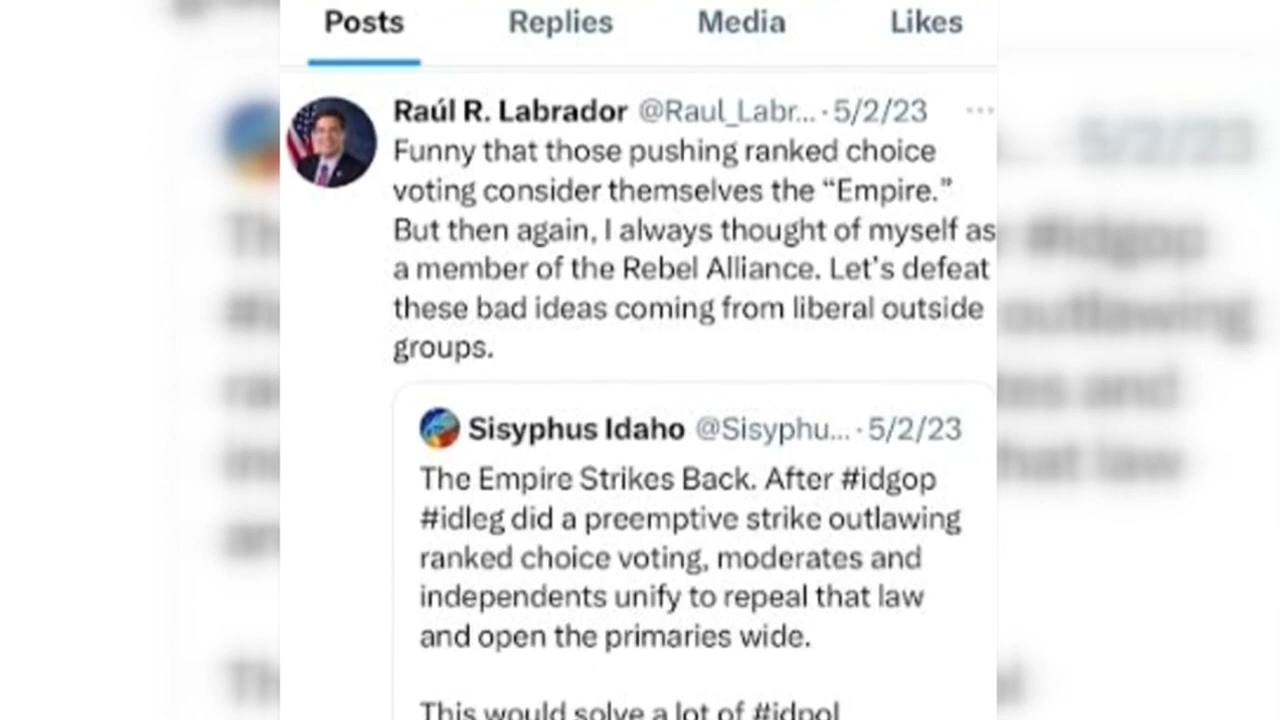 Posts Replies Media Likes
Raúl R. Labrador @Raul_Labr... · 5/2/23
Funny that those pushing ranked choice
voting consider themselves the “Empire.”
But then again, I always thought of myself as
a member of the Rebel Alliance. Let's defeat
these bad ideas coming from liberal outside
groups.
Sisyphus Idaho @Sisyphu... · 5/2/23
The Empire Strikes Back. After #idgop
#idleg did a preemptive strike outlawing
ranked choice voting, moderates and
independents unify to repeal that law
and open the primaries wide.
This would solve a lot of #idpol